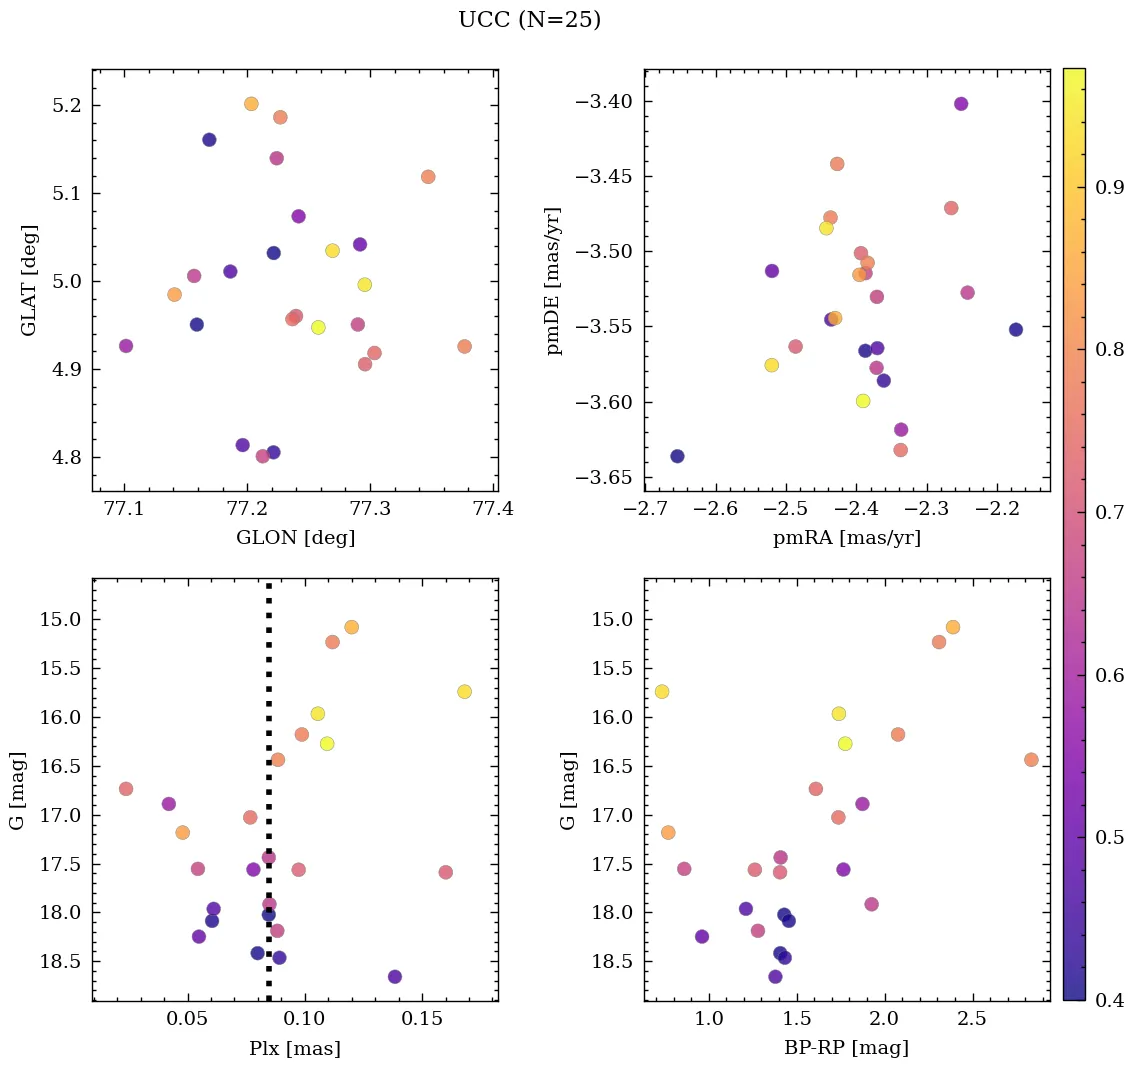 UCC (N=25)
5.2
5.1
5.0
4.9
4.8
GLAT [deg]
77.1 77.2 77.3 77.4
GLON [deg]
−3.40
−3.45
−3.50
−3.55
−3.60
−3.65
pmDE [mas/yr]
−2.7 −2.6 −2.5 −2.4 −2.3 −2.2
pmRA [mas/yr]
15.0
15.5
16.0
16.5
17.0
17.5
18.0
18.5
G [mag]
0.05 0.10 0.15
Plx [mas]
15.0
15.5
16.0
16.5
17.0
17.5
18.0
18.5
G [mag]
1.0 1.5 2.0 2.5
BP-RP [mag]
0.9
0.8
0.7
0.6
0.5
0.4